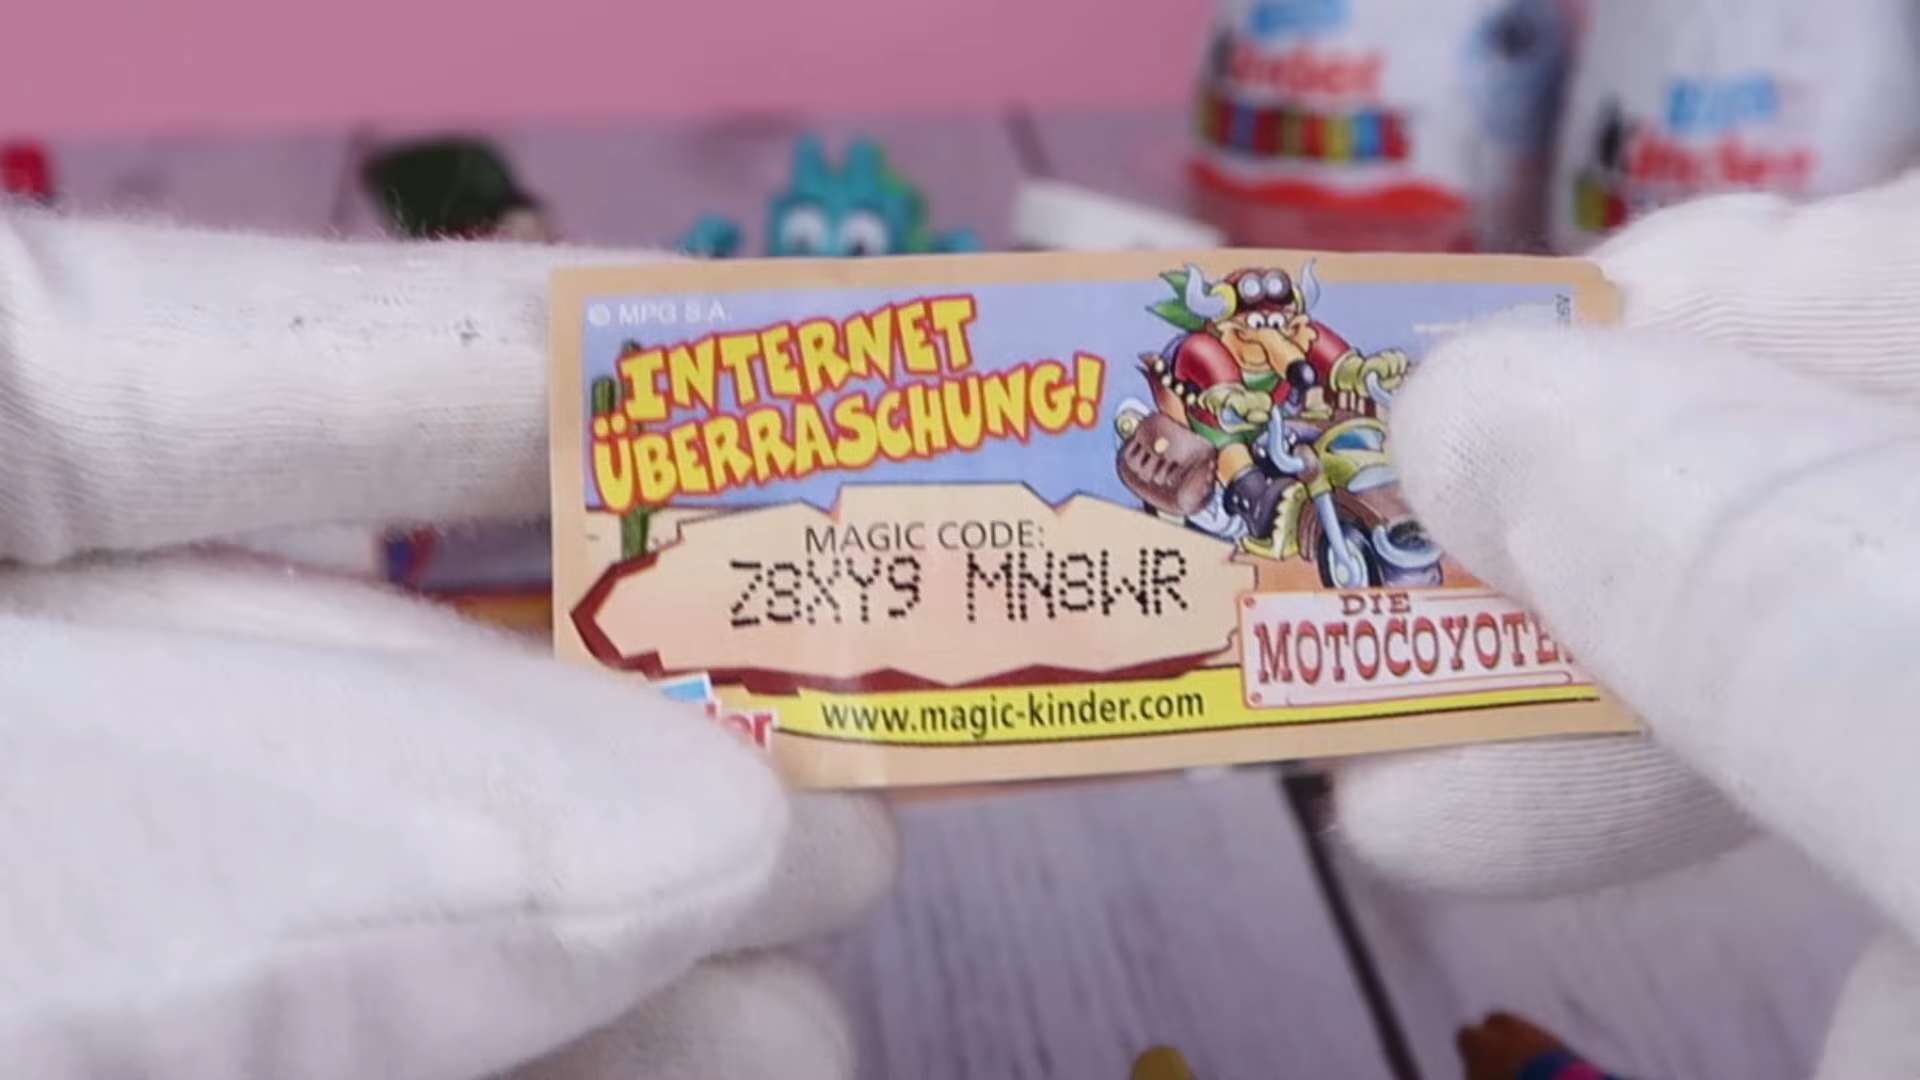 © MPG S.A.
INTERNET
ÜBERRASCHUNG!
MAGIC CODE:
Z8XY9 MN8WR
DIE
MOTOCOYOTE
www.magic-kinder.com